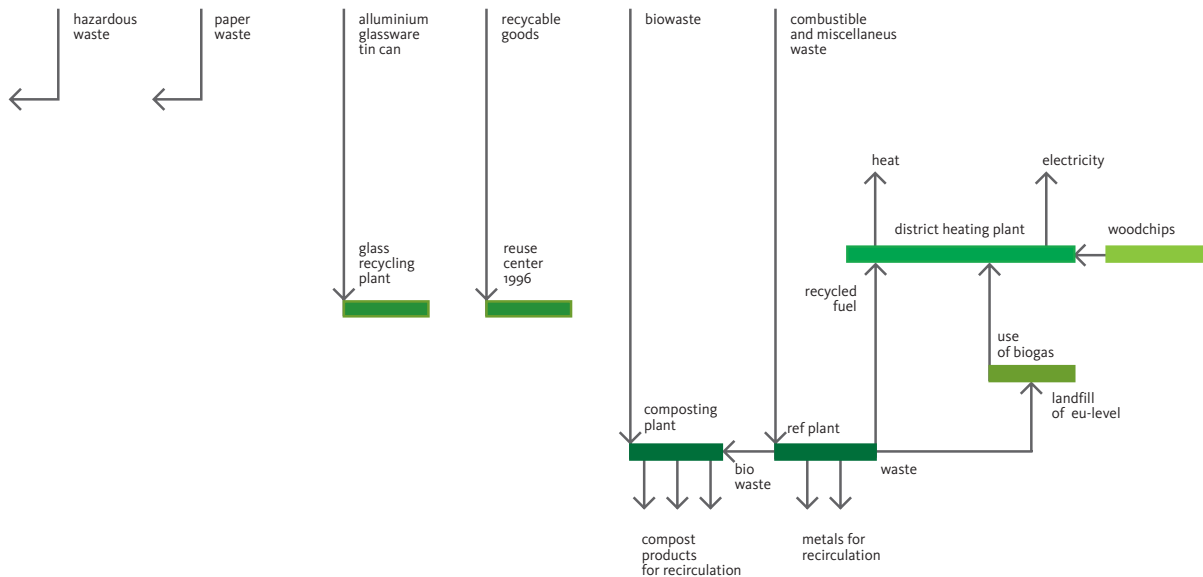 hazardous
waste
paper
waste
alluminium
glassware
tin can
recycable
goods
biowaste
combustible
and miscellaneus
waste
heat
electricity
district heating plant
woodchips
glass
recycling
plant
reuse
center
1996
recycled
fuel
use
of biogas
landfill
of eu-level
composting
plant
ref plant
bio
waste
waste
compost
products
for recirculation
metals for
recirculation